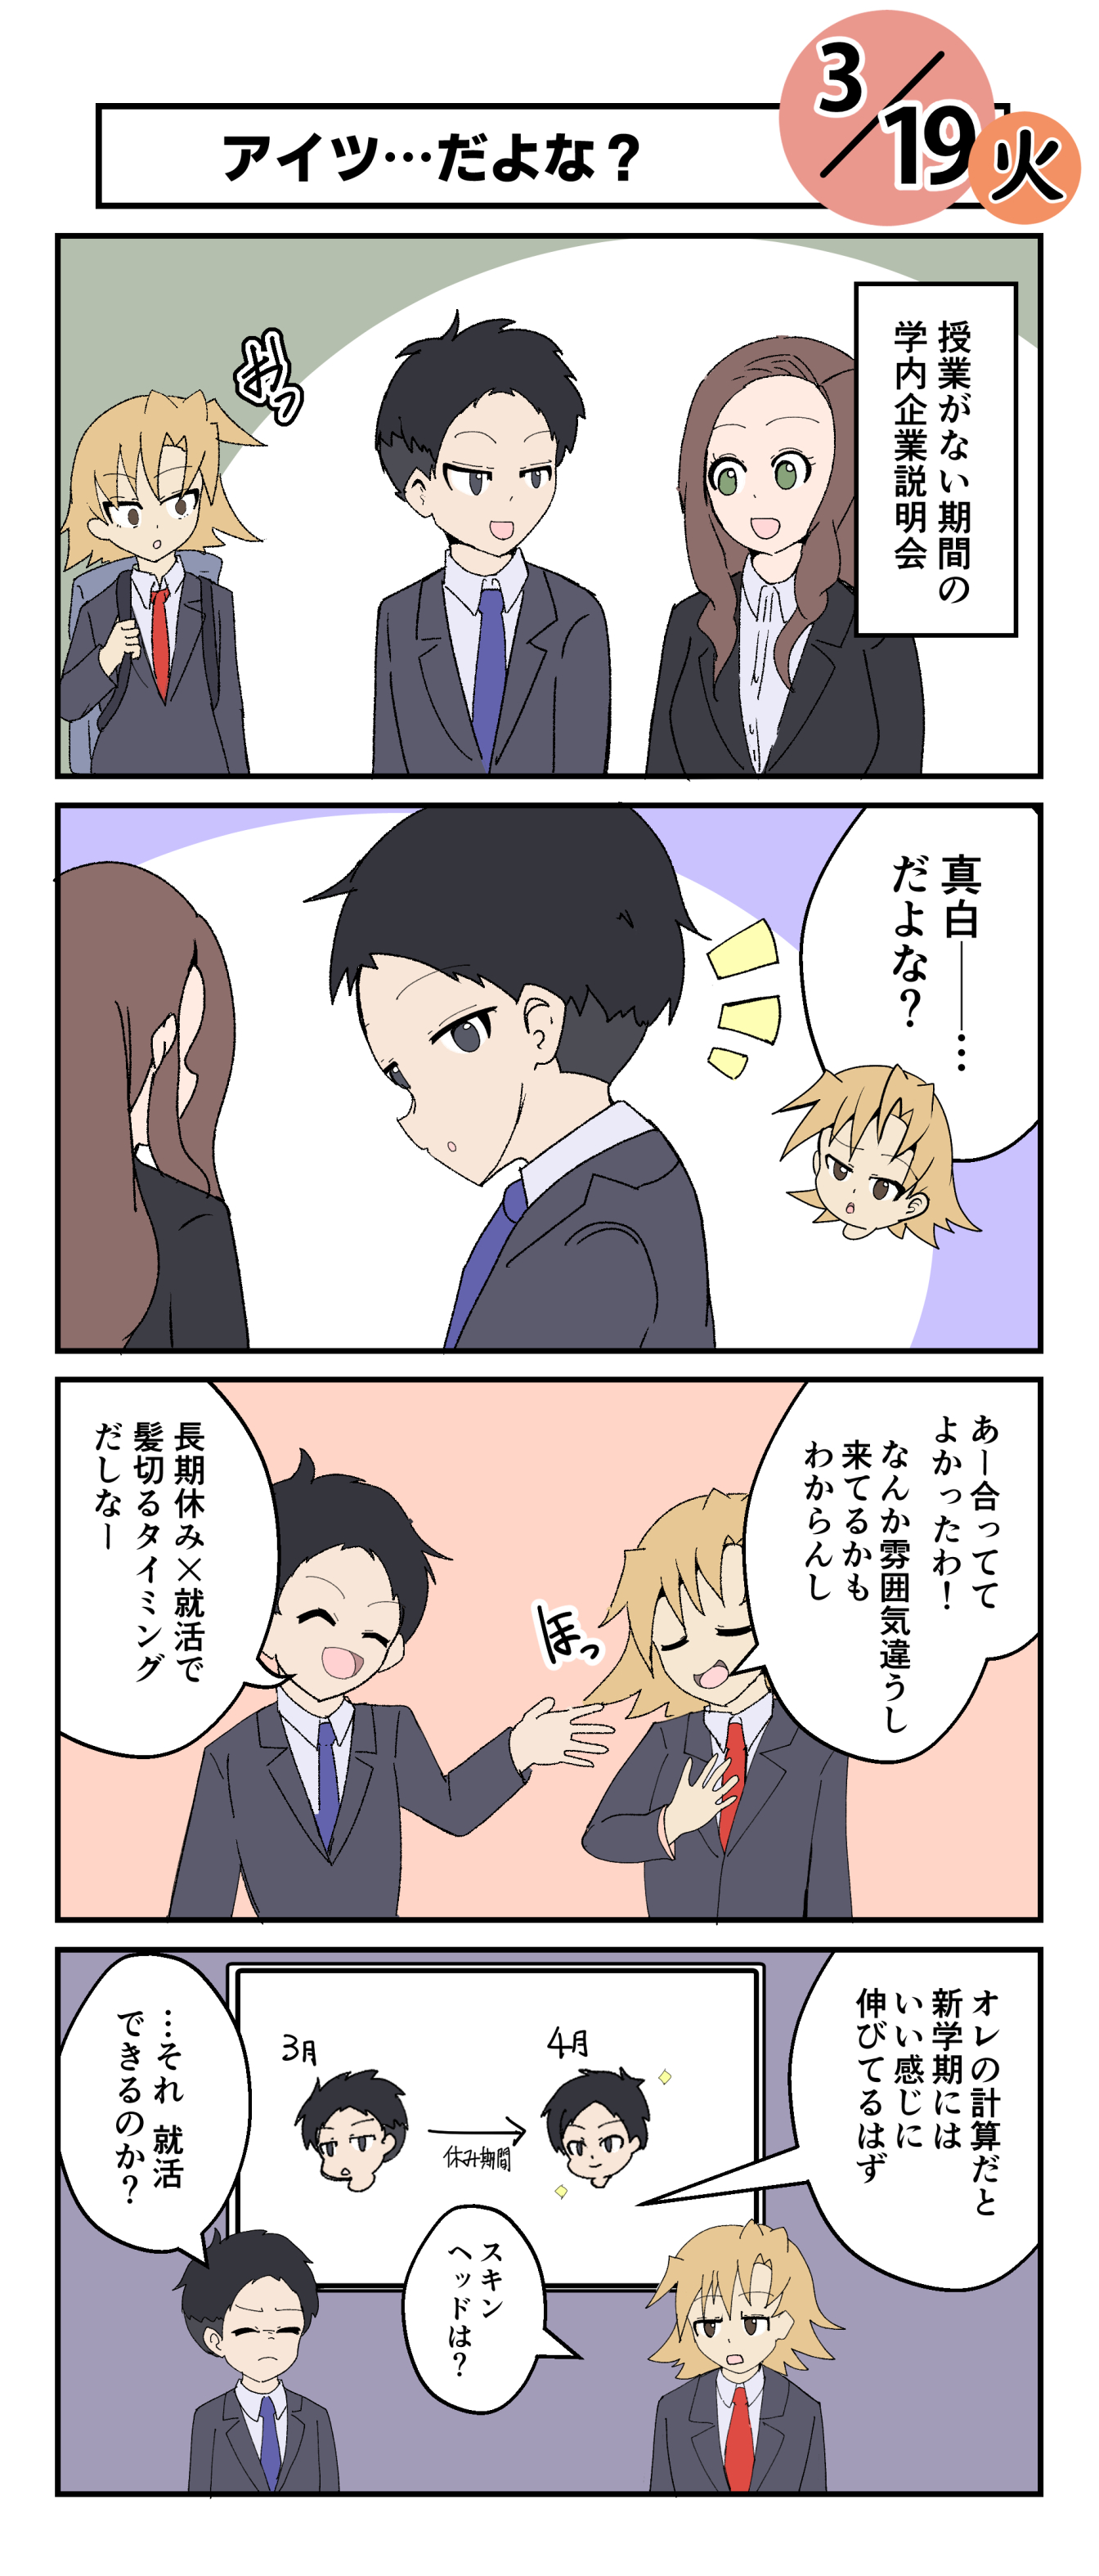 3/19
火
アイツ…だよな？
授業がない期間の
学内企業説明会
おっ
真白――…
だよな？
あー合ってて
よかったわ！
なんか雰囲気違うし
来てるかも
わからんし
ほっ
長期休み×就活で
髪切るタイミング
だしなー
オレの計算だと
新学期には
いい感じに
伸びてるはず
3月
4月
休み期間
スキン
ヘッドは？
…それ 就活
できるのか？